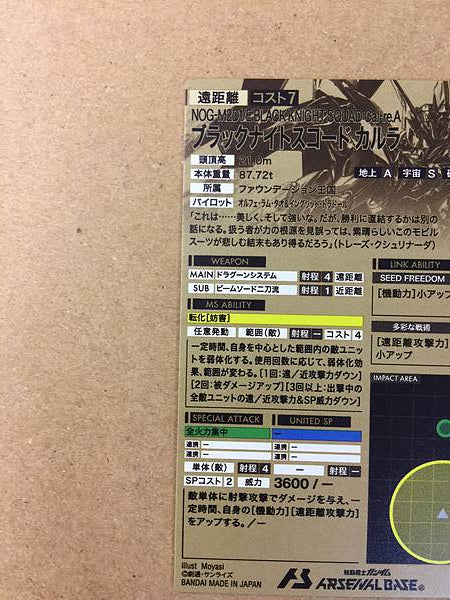 遠距離 コスト7
NOG-M2D1/E BLACK KNIGHT SQUAD Cal-re.A
ブラックナイトスコード カルラ
頭頂高 21.0m
本体重量 87.72t
地上 A 宇宙 S
所属 ファウンデーション王国
パイロット オルフェ・ラム・タオ&イングリット・トラドール
「これは……美しく、そして強いな。だが、勝利に直結するかは別の
話になる。扱う者が力の根源を見誤っては、素晴らしいこのモビル
スーツが悲しむ結末もあり得るだろう」(トレーズ・クシュリナーダ)
WEAPON
MAIN ドラグーンシステム 射程 4 遠距離
SUB ビームソード二刀流 射程 1 近距離
MS ABILITY
転化[妨害]
任意発動 範囲(敵) 射程 ー コスト 4
一定時間、自身を中心とした範囲内の敵ユニッ
トを弱体化する。使用回数に応じて、弱体化効
果、範囲が変わる。[1回:遠/近攻撃力ダウン]
[2回:被ダメージアップ][3回以上:出撃中の
全敵ユニットの遠/近攻撃力&SP威力ダウン]
LINK ABILITY
SEED FREEDOM
[機動力]小アップ
多彩な戦術
[遠距離攻撃力]
小アップ
IMPACT AREA
SPECIAL ATTACK
全火力集中
連携 ー
連携 ー
単体(敵) 射程 4
UNITED SP
ー
連携 ー
連携 ー
ー 射程 ー
SPコスト 2 威力 3600 / ー
敵単体に射撃攻撃でダメージを与え、一
定時間、自身の[機動力][遠距離攻撃力]
をアップする。/ー
Illust Moyasi
©創通・サンライズ
BANDAI MADE IN JAPAN
機動戦士ガンダム
ARSENAL BASE®